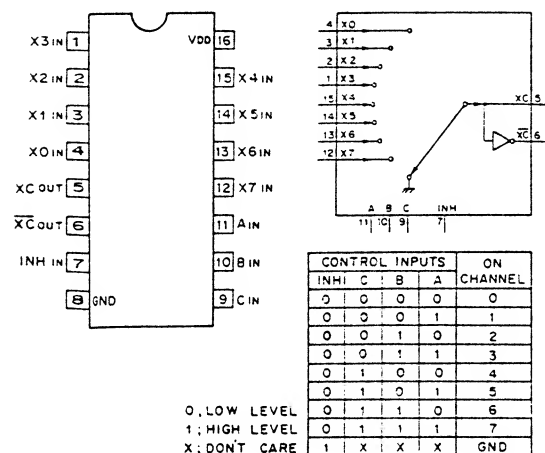 X3 IN 1
X2 IN 2
X1 IN 3
X0 IN 4
XC OUT 5
XC OUT 6
INH IN 7
8 GND
VDD 16
15 X4 IN
14 X5 IN
13 X6 IN
12 X7 IN
11 A IN
10 B IN
9 C IN
4 X0
3 X1
2 X2
1 X3
15 X4
14 X5
13 X6
12 X7
XC 5
XC 6
A B C INH
11 10 9 7
CONTROL INPUTS ON CHANNEL
INH C B A
0 0 0 0 0
0 0 0 1 1
0 0 1 0 2
0 0 1 1 3
0 1 0 0 4
0 1 0 1 5
0 1 1 0 6
0 1 1 1 7
1 X X X GND
0; LOW LEVEL
1; HIGH LEVEL
X; DON'T CARE